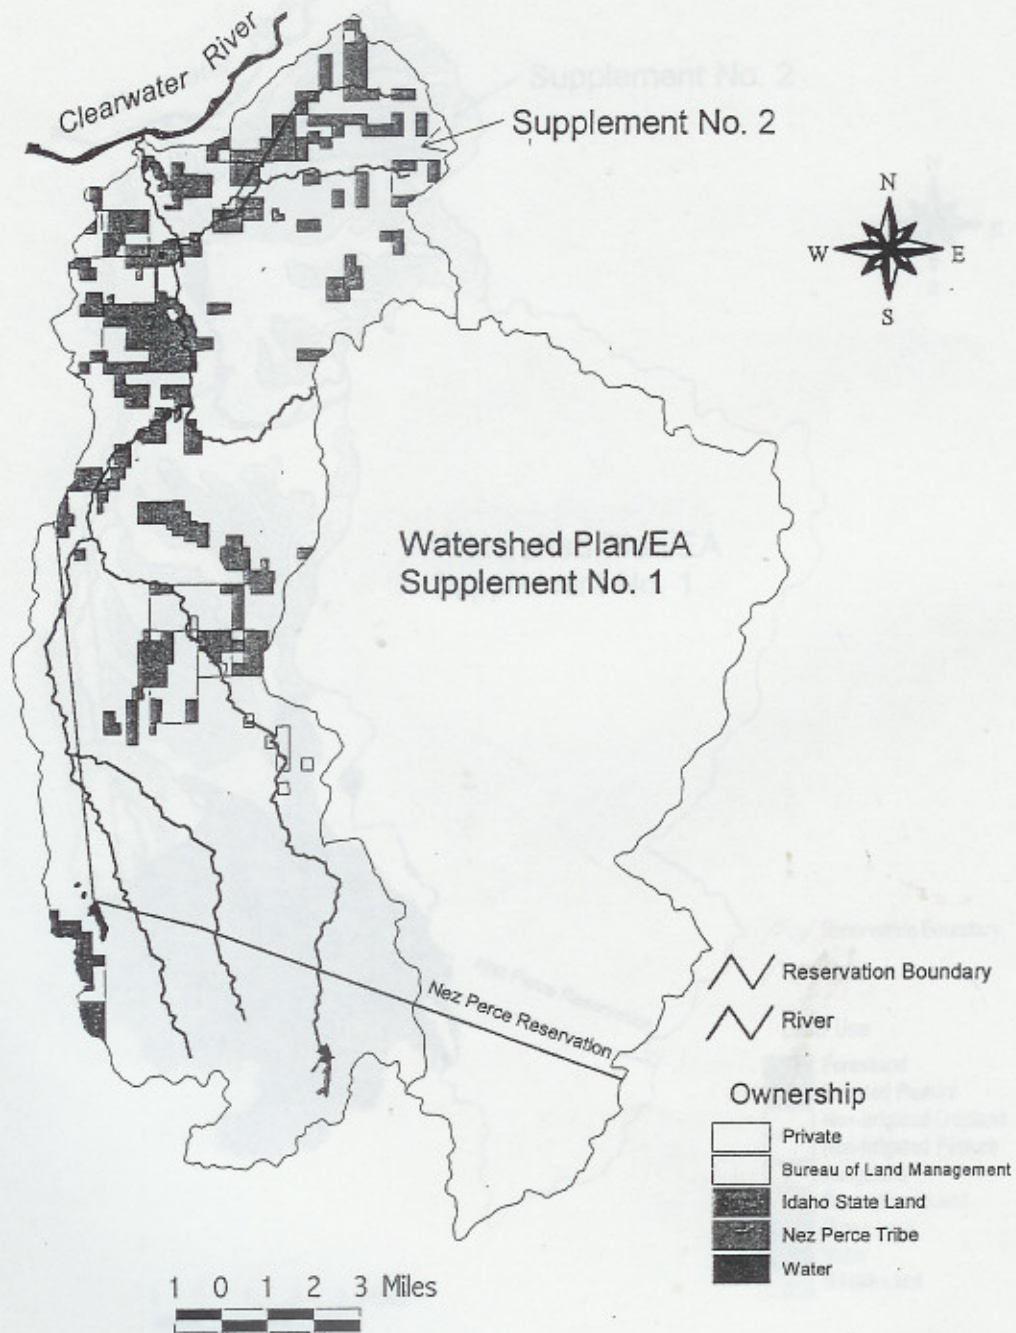 Clearwater River
Supplement No. 2
N
W E
S
Watershed Plan/EA
Supplement No. 1
Nez Perce Reservation
Reservation Boundary
River
Ownership
Private
Bureau of Land Management
Idaho State Land
Nez Perce Tribe
Water
1 0 1 2 3 Miles